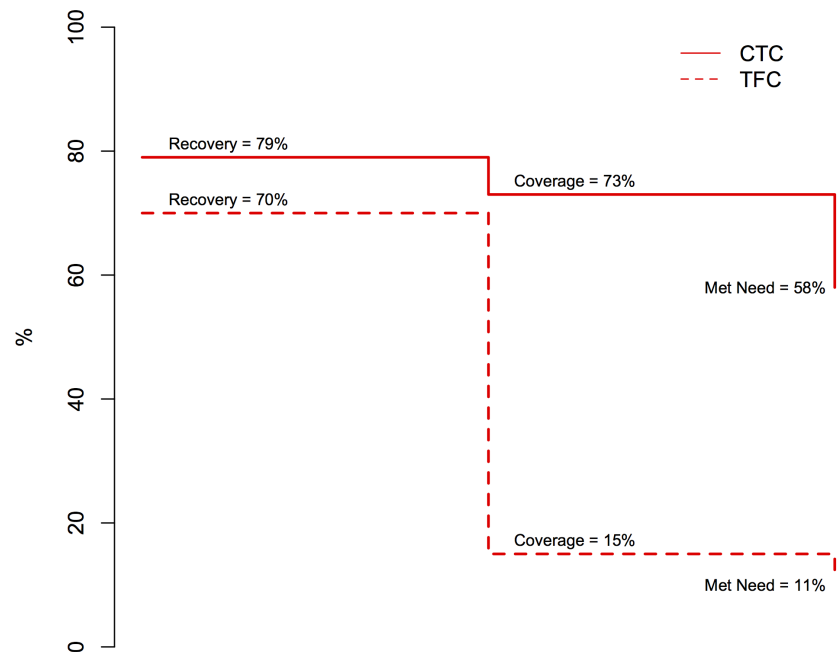 100
80
60
40
20
0
%
CTC
TFC
Recovery = 79%
Recovery = 70%
Coverage = 73%
Met Need = 58%
Coverage = 15%
Met Need = 11%